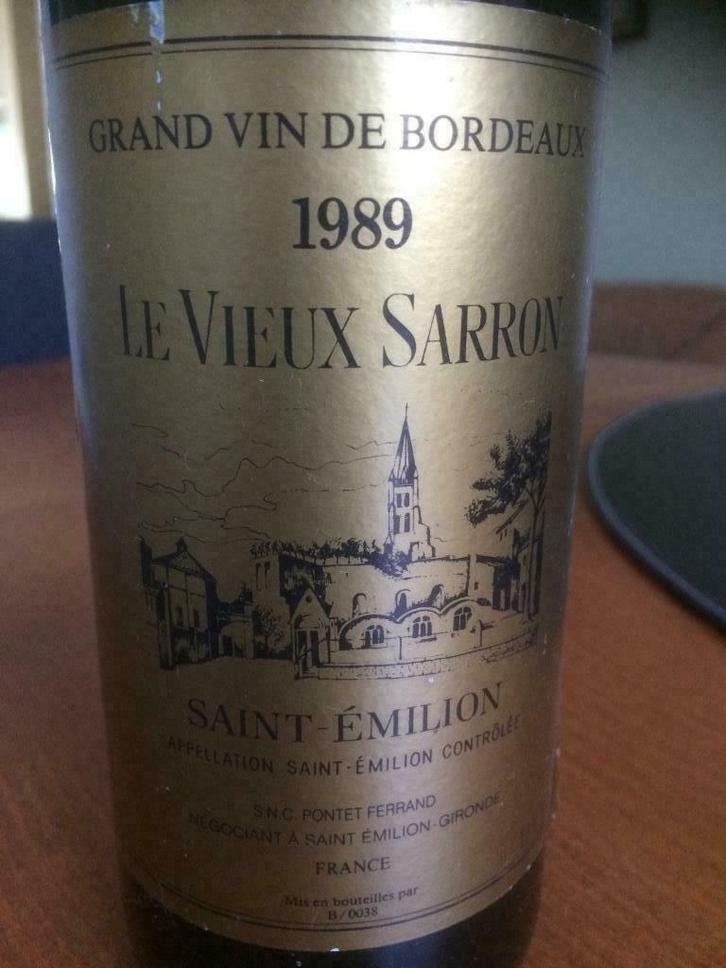 GRAND VIN DE BORDEAUX
1989
LE VIEUX SARRON
SAINT-ÉMILION
APPELLATION SAINT-ÉMILION CONTRÔLÉE
S.N.C. PONTET FERRAND
NÉGOCIANT À SAINT ÉMILION-GIRONDE
FRANCE
Mis en bouteilles par
B/0038